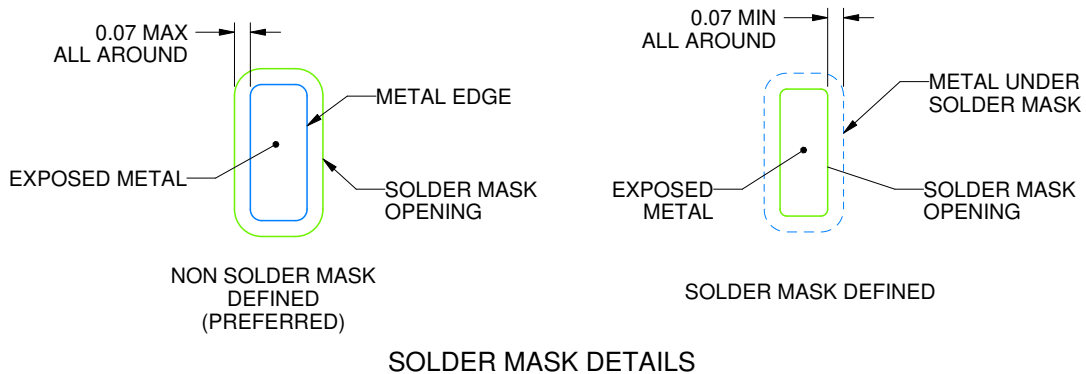 0.07 MAX
ALL AROUND
METAL EDGE
EXPOSED METAL
SOLDER MASK
OPENING
NON SOLDER MASK
DEFINED
(PREFERRED)
0.07 MIN
ALL AROUND
METAL UNDER
SOLDER MASK
EXPOSED
METAL
SOLDER MASK
OPENING
SOLDER MASK DEFINED
SOLDER MASK DETAILS